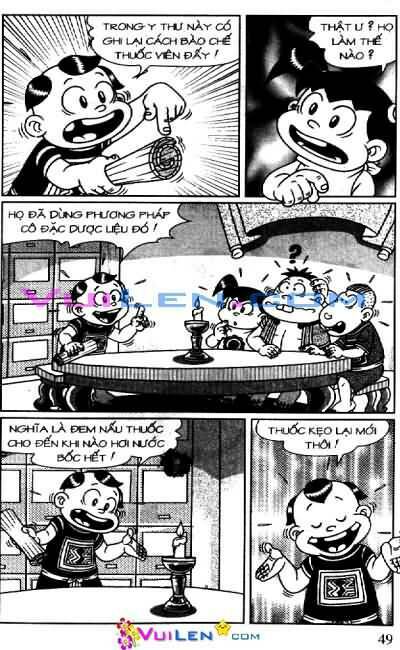 TRONG Y THƯ NÀY CÓ
GHI LẠI CÁCH BÀO CHẾ
THUỐC VIÊN ĐẤY!
THẬT Ư? HỌ
LÀM THẾ
NÀO?
HỌ ĐÃ DÙNG PHƯƠNG PHÁP
CÔ ĐẶC DƯỢC LIỆU ĐÓ!
?
VUILEN.COM
NGHĨA LÀ ĐEM NẤU THUỐC
CHO ĐẾN KHI NÀO HƠI NƯỚC
BỐC HẾT!
THUỐC KẸO LẠI MỚI
THÔI!
49
VUILEN.COM